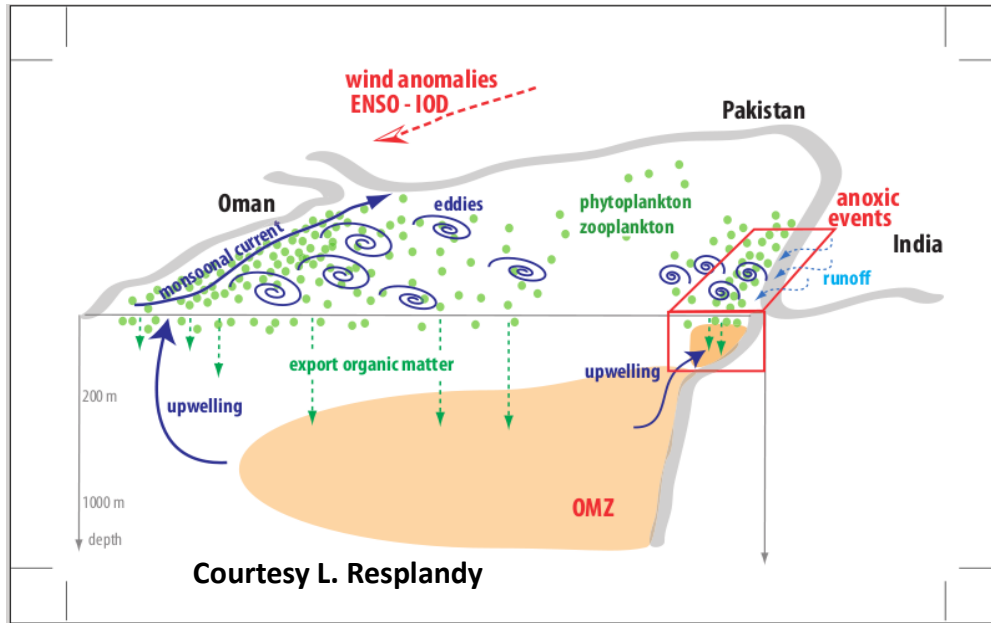 wind anomalies
ENSO - IOD
Pakistan
Oman
eddies
phytoplankton
zooplankton
anoxic
events
India
monsoonal current
runoff
export organic matter
upwelling
200 m
upwelling
1000 m
OMZ
depth
Courtesy L. Resplandy